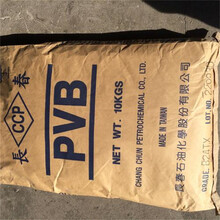 長春
CCP
PVB
NET WT.
CHANG CHUN PETROCHEMICAL CO., LTD.
MADE IN TAIWAN
長春石油化學股份有限公司
GRADE
LOT NO.